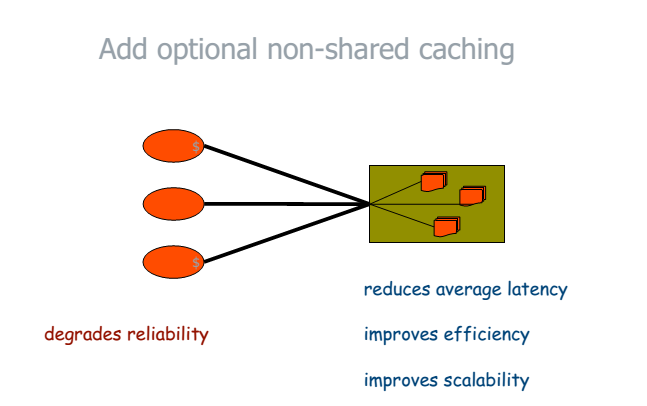 Add optional non-shared caching
$
$
reduces average latency
degrades reliability
improves efficiency
improves scalability